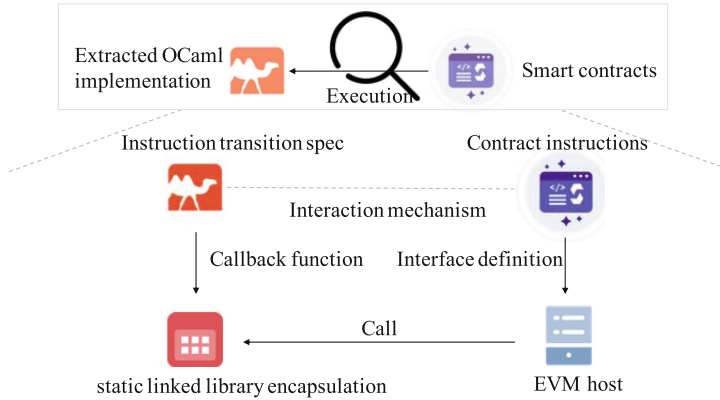 Extracted OCaml
implementation
Execution
Smart contracts
Instruction transition spec
Contract instructions
</>
</>
Interaction mechanism
Callback function
Interface definition
Call
static linked library encapsulation
EVM host